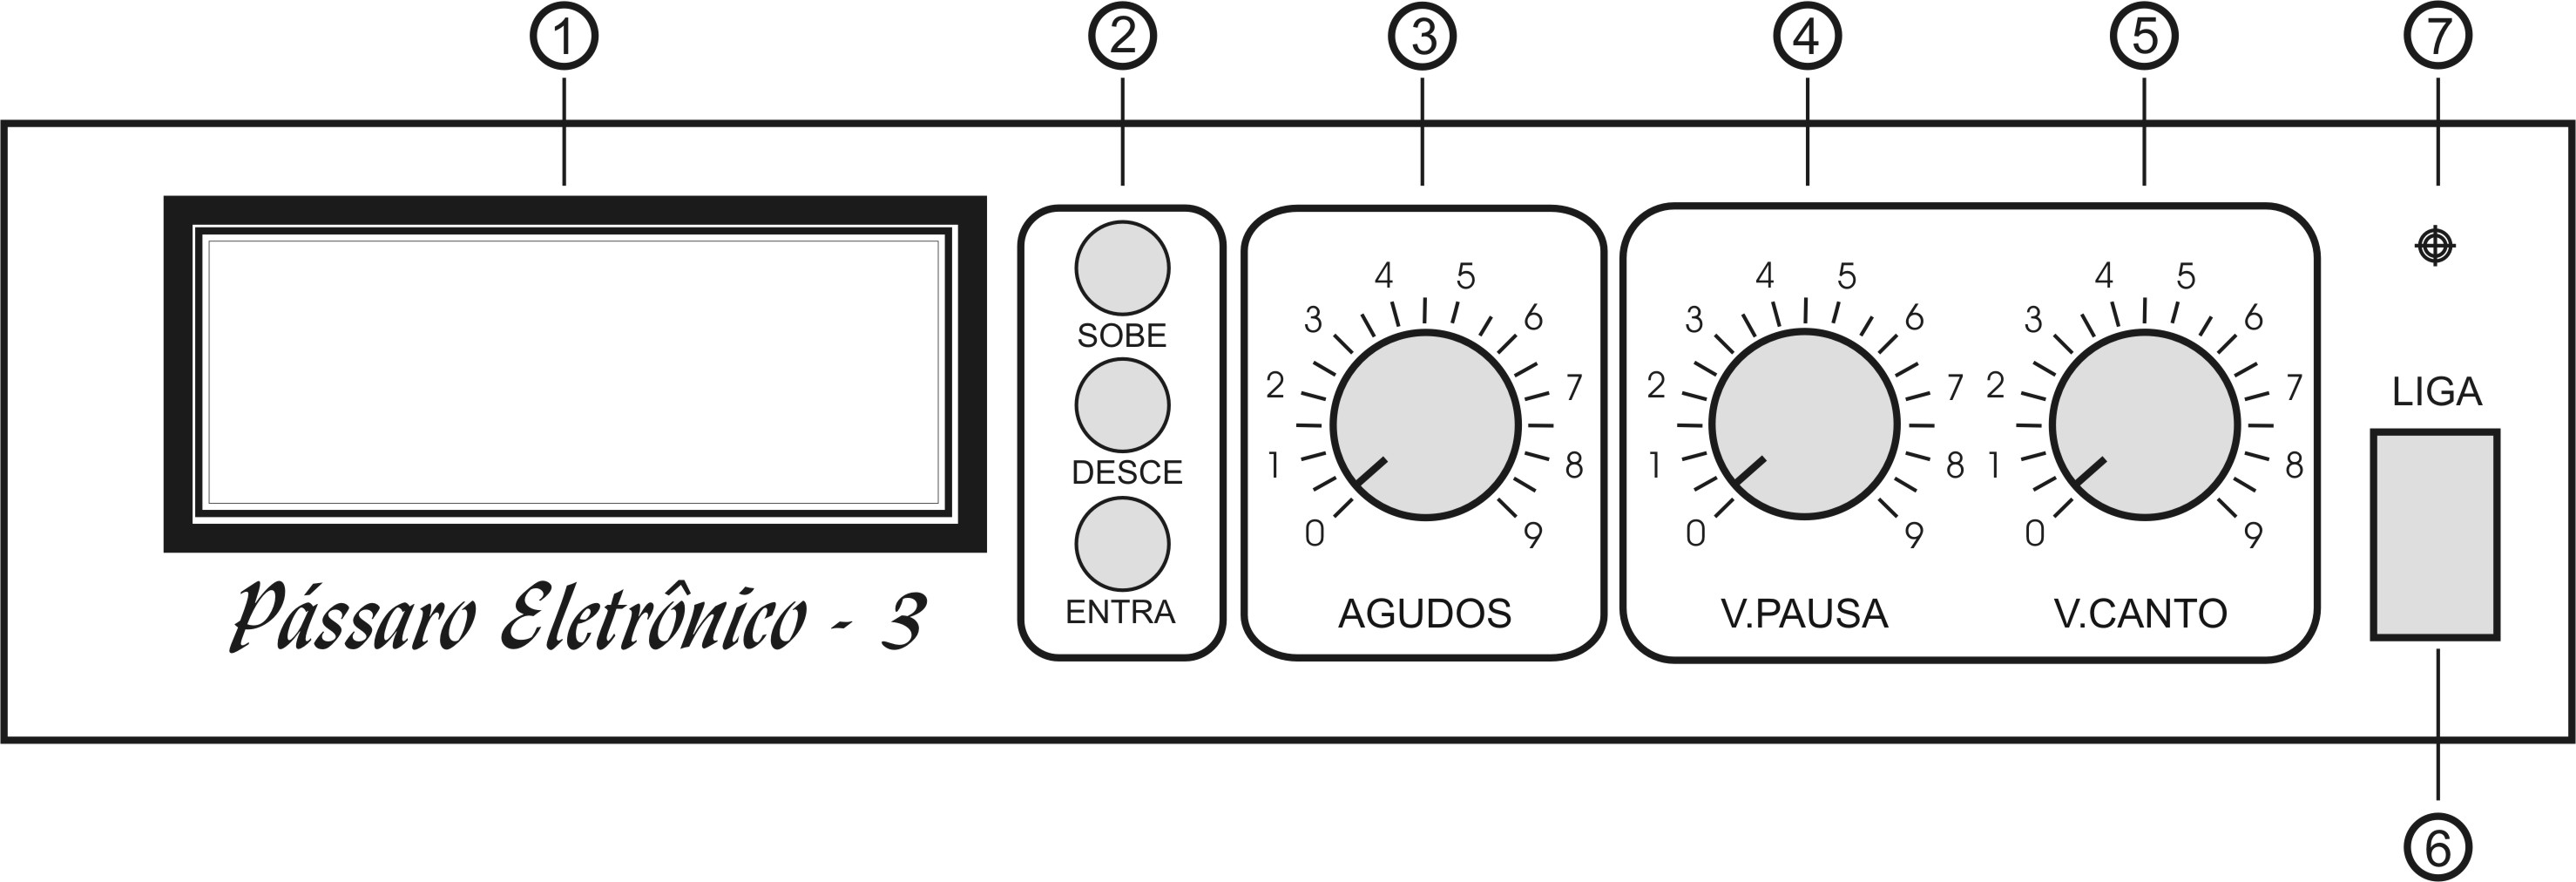 1 2 3 4 5 7
SOBE
DESCE
ENTRA
0 1 2 3 4 5 6 7 8 9
AGUDOS
0 1 2 3 4 5 6 7 8 9
V.PAUSA
0 1 2 3 4 5 6 7 8 9
V.CANTO
LIGA
Pássaro Eletrônico - 3
6